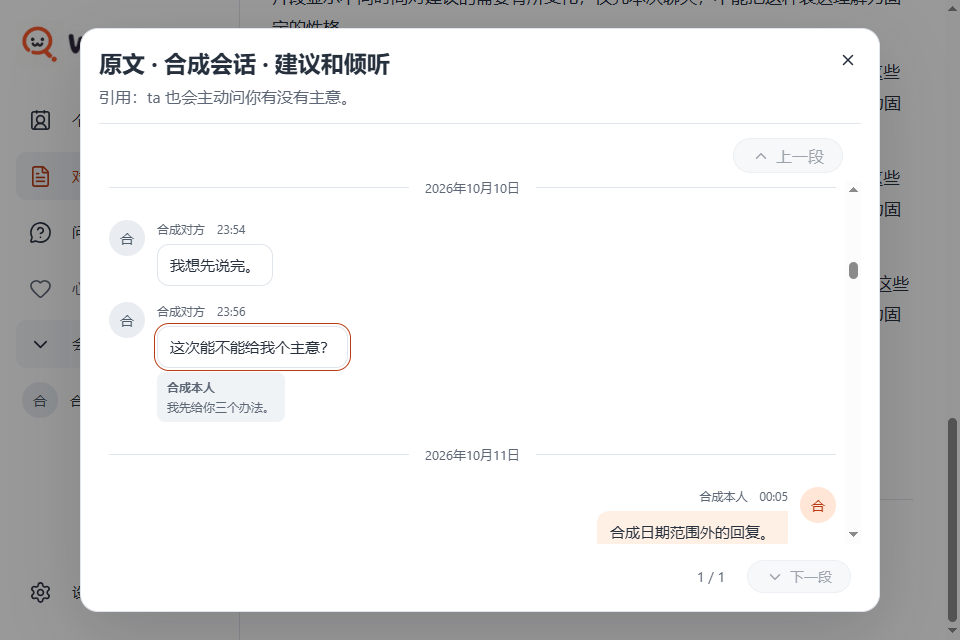 原文 · 合成会话 · 建议和倾听
引用：ta 也会主动问你有没有主意。
上一段
2026年10月10日
合
合成对方 23:54
我想先说完。
合
合成对方 23:56
这次能不能给我个主意？
合成本人
我先给你三个办法。
2026年10月11日
合成本人 00:05
合
合成日期范围外的回复。
1 / 1
下一段
合